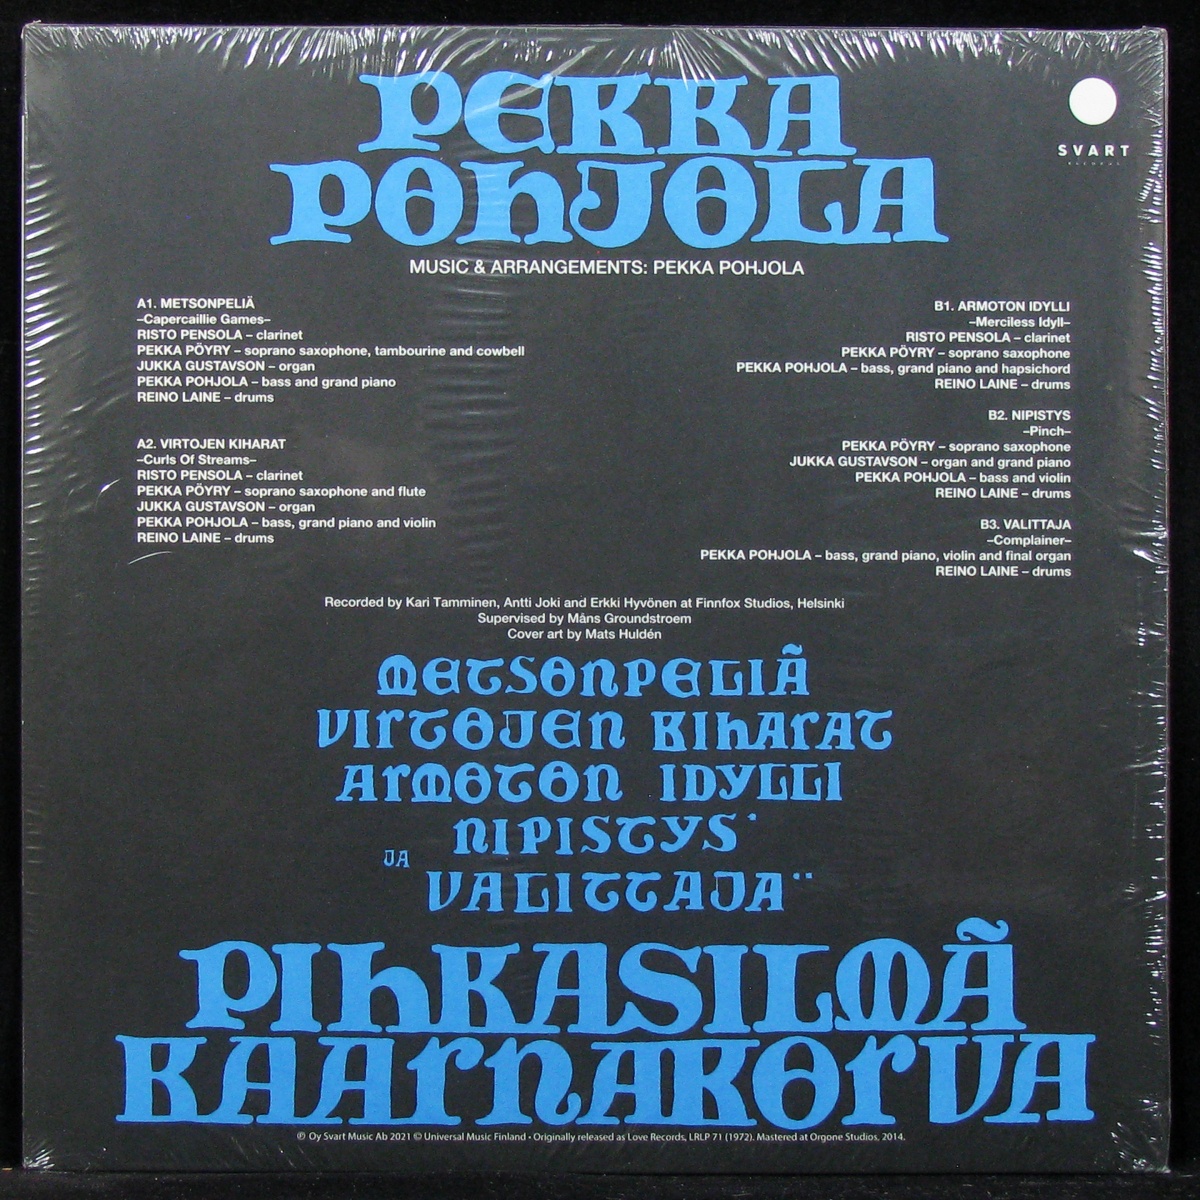 PEKKA
POHJOLA
SVART
RECORDS
MUSIC & ARRANGEMENTS: PEKKA POHJOLA
A1. METSONPELIÄ
–Capercaillie Games–
RISTO PENSOLA – clarinet
PEKKA PÖYRY – soprano saxophone, tambourine and cowbell
JUKKA GUSTAVSON – organ
PEKKA POHJOLA – bass and grand piano
REINO LAINE – drums
A2. VIRTOJEN KIHARAT
–Curls Of Streams–
RISTO PENSOLA – clarinet
PEKKA PÖYRY – soprano saxophone and flute
JUKKA GUSTAVSON – organ
PEKKA POHJOLA – bass, grand piano and violin
REINO LAINE – drums
B1. ARMOTON IDYLLI
–Merciless Idyll–
RISTO PENSOLA – clarinet
PEKKA PÖYRY – soprano saxophone
PEKKA POHJOLA – bass, grand piano and hapsichord
REINO LAINE – drums
B2. NIPISTYS
–Pinch–
PEKKA PÖYRY – soprano saxophone
JUKKA GUSTAVSON – organ and grand piano
PEKKA POHJOLA – bass and violin
REINO LAINE – drums
B3. VALITTAJA
–Complainer–
PEKKA POHJOLA – bass, grand piano, violin and final organ
REINO LAINE – drums
Recorded by Kari Tamminen, Antti Joki and Erkki Hyvönen at Finnfox Studios, Helsinki
Supervised by Måns Groundstroem
Cover art by Mats Huldén
METSONPELIÃ
VIRTOJEN KIHARAT
ARMOTON IDYLLI
NIPISTYS
JA
VALITTAJA
PIHKASILMÃ
KAARNAKORVA
℗ Oy Svart Music Ab 2021 © Universal Music Finland • Originally released as Love Records, LRLP 71 (1972). Mastered at Orgone Studios, 2014.